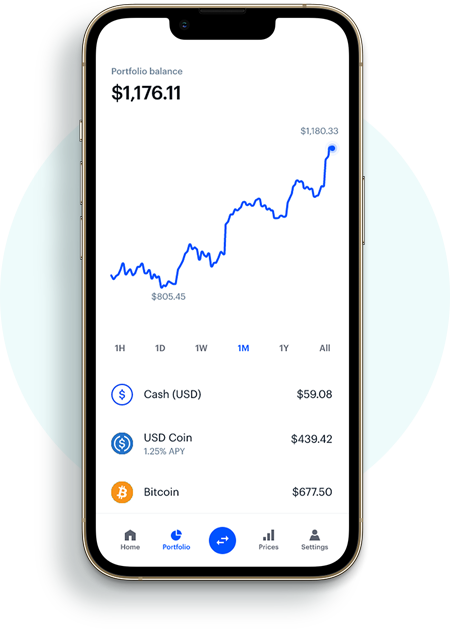 Portfolio balance
$1,176.11
$1,180.33
$805.45
1H 1D 1W 1M 1Y All
Cash (USD) $59.08
USD Coin $439.42
1.25% APY
Bitcoin $677.50
Home Portfolio Prices Settings